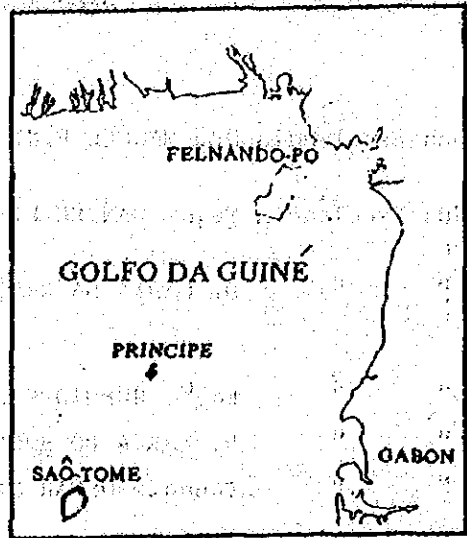 FELNANDO-PO
GOLFO DA GUINÉ
PRINCIPE
SAÔ-TOME
GABON